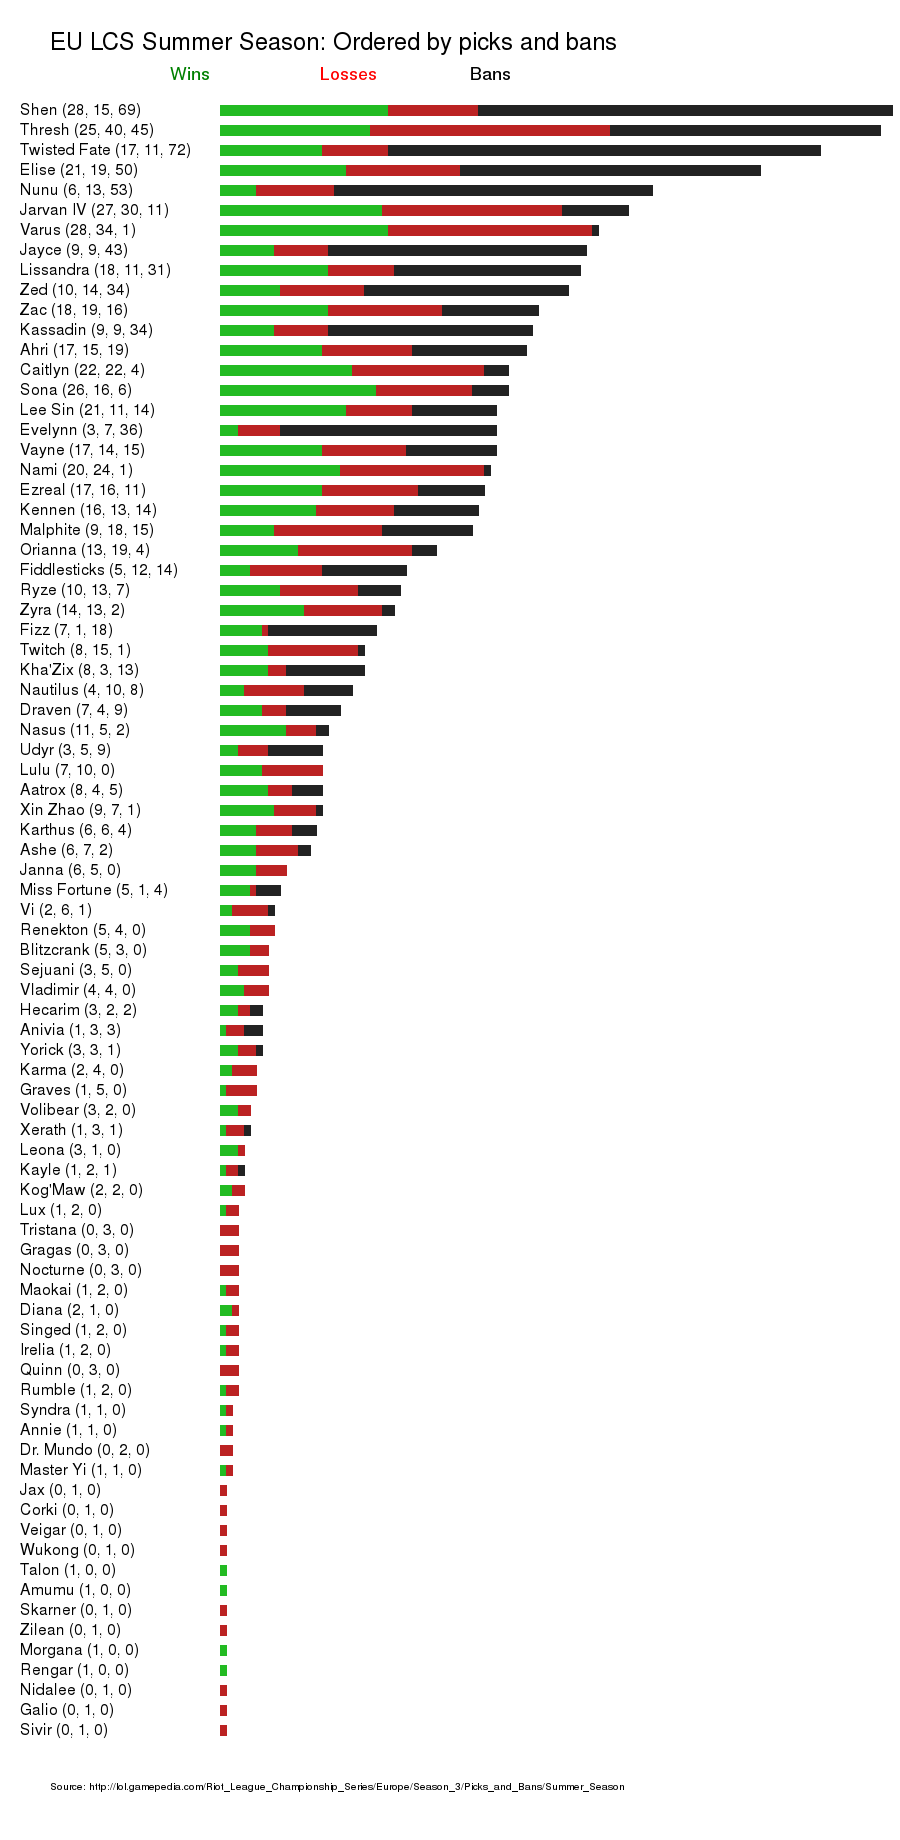 EU LCS Summer Season: Ordered by picks and bans
Wins Losses Bans
Shen (28, 15, 69)
Thresh (25, 40, 45)
Twisted Fate (17, 11, 72)
Elise (21, 19, 50)
Nunu (6, 13, 53)
Jarvan IV (27, 30, 11)
Varus (28, 34, 1)
Jayce (9, 9, 43)
Lissandra (18, 11, 31)
Zed (10, 14, 34)
Zac (18, 19, 16)
Kassadin (9, 9, 34)
Ahri (17, 15, 19)
Caitlyn (22, 22, 4)
Sona (26, 16, 6)
Lee Sin (21, 11, 14)
Evelynn (3, 7, 36)
Vayne (17, 14, 15)
Nami (20, 24, 1)
Ezreal (17, 16, 11)
Kennen (16, 13, 14)
Malphite (9, 18, 15)
Orianna (13, 19, 4)
Fiddlesticks (5, 12, 14)
Ryze (10, 13, 7)
Zyra (14, 13, 2)
Fizz (7, 1, 18)
Twitch (8, 15, 1)
Kha'Zix (8, 3, 13)
Nautilus (4, 10, 8)
Draven (7, 4, 9)
Nasus (11, 5, 2)
Udyr (3, 5, 9)
Lulu (7, 10, 0)
Aatrox (8, 4, 5)
Xin Zhao (9, 7, 1)
Karthus (6, 6, 4)
Ashe (6, 7, 2)
Janna (6, 5, 0)
Miss Fortune (5, 1, 4)
Vi (2, 6, 1)
Renekton (5, 4, 0)
Blitzcrank (5, 3, 0)
Sejuani (3, 5, 0)
Vladimir (4, 4, 0)
Hecarim (3, 2, 2)
Anivia (1, 3, 3)
Yorick (3, 3, 1)
Karma (2, 4, 0)
Graves (1, 5, 0)
Volibear (3, 2, 0)
Xerath (1, 3, 1)
Leona (3, 1, 0)
Kayle (1, 2, 1)
Kog'Maw (2, 2, 0)
Lux (1, 2, 0)
Tristana (0, 3, 0)
Gragas (0, 3, 0)
Nocturne (0, 3, 0)
Maokai (1, 2, 0)
Diana (2, 1, 0)
Singed (1, 2, 0)
Irelia (1, 2, 0)
Quinn (0, 3, 0)
Rumble (1, 2, 0)
Syndra (1, 1, 0)
Annie (1, 1, 0)
Dr. Mundo (0, 2, 0)
Master Yi (1, 1, 0)
Jax (0, 1, 0)
Corki (0, 1, 0)
Veigar (0, 1, 0)
Wukong (0, 1, 0)
Talon (1, 0, 0)
Amumu (1, 0, 0)
Skarner (0, 1, 0)
Zilean (0, 1, 0)
Morgana (1, 0, 0)
Rengar (1, 0, 0)
Nidalee (0, 1, 0)
Galio (0, 1, 0)
Sivir (0, 1, 0)
Source: http://lol.gamepedia.com/Riot_League_Championship_Series/Europe/Season_3/Picks_and_Bans/Summer_Season